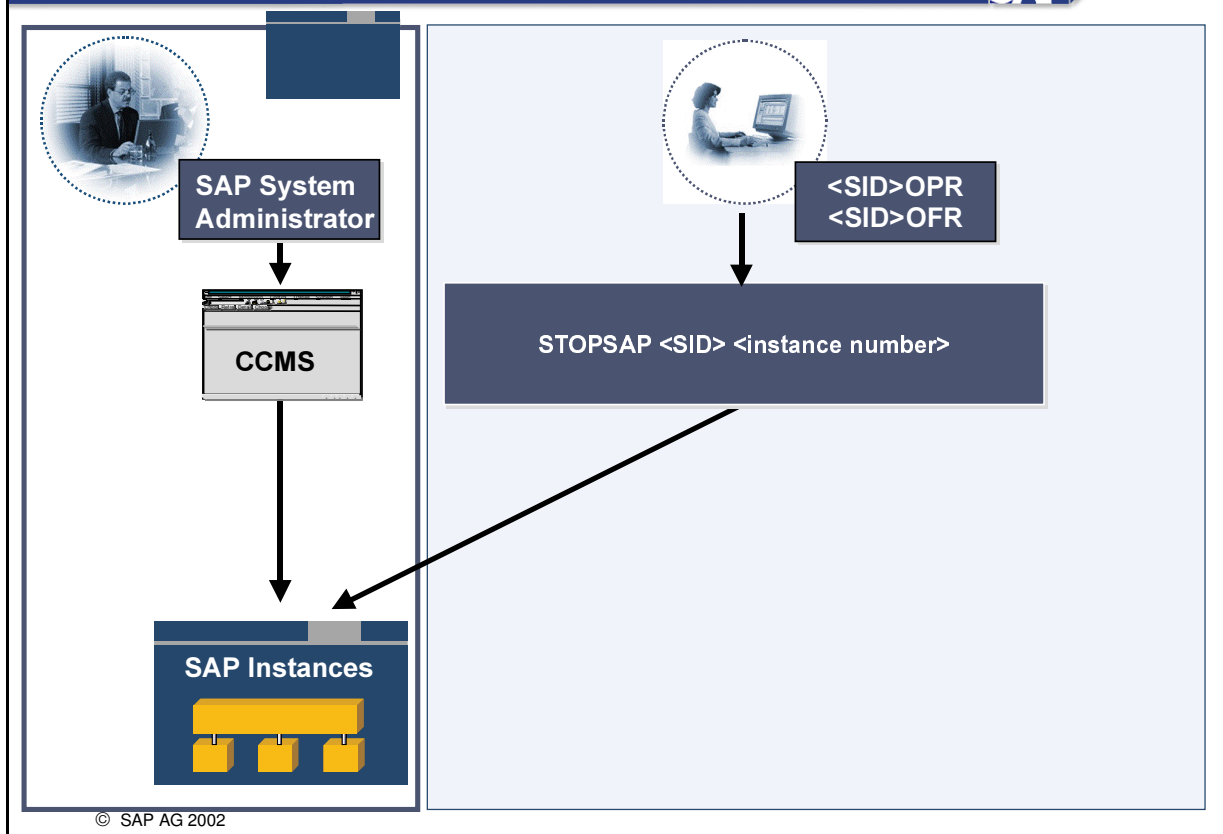 SAP System
Administrator
<SID>OPR
<SID>OFR
CCMS
STOPSAP <SID> <instance number>
SAP Instances
© SAP AG 2002